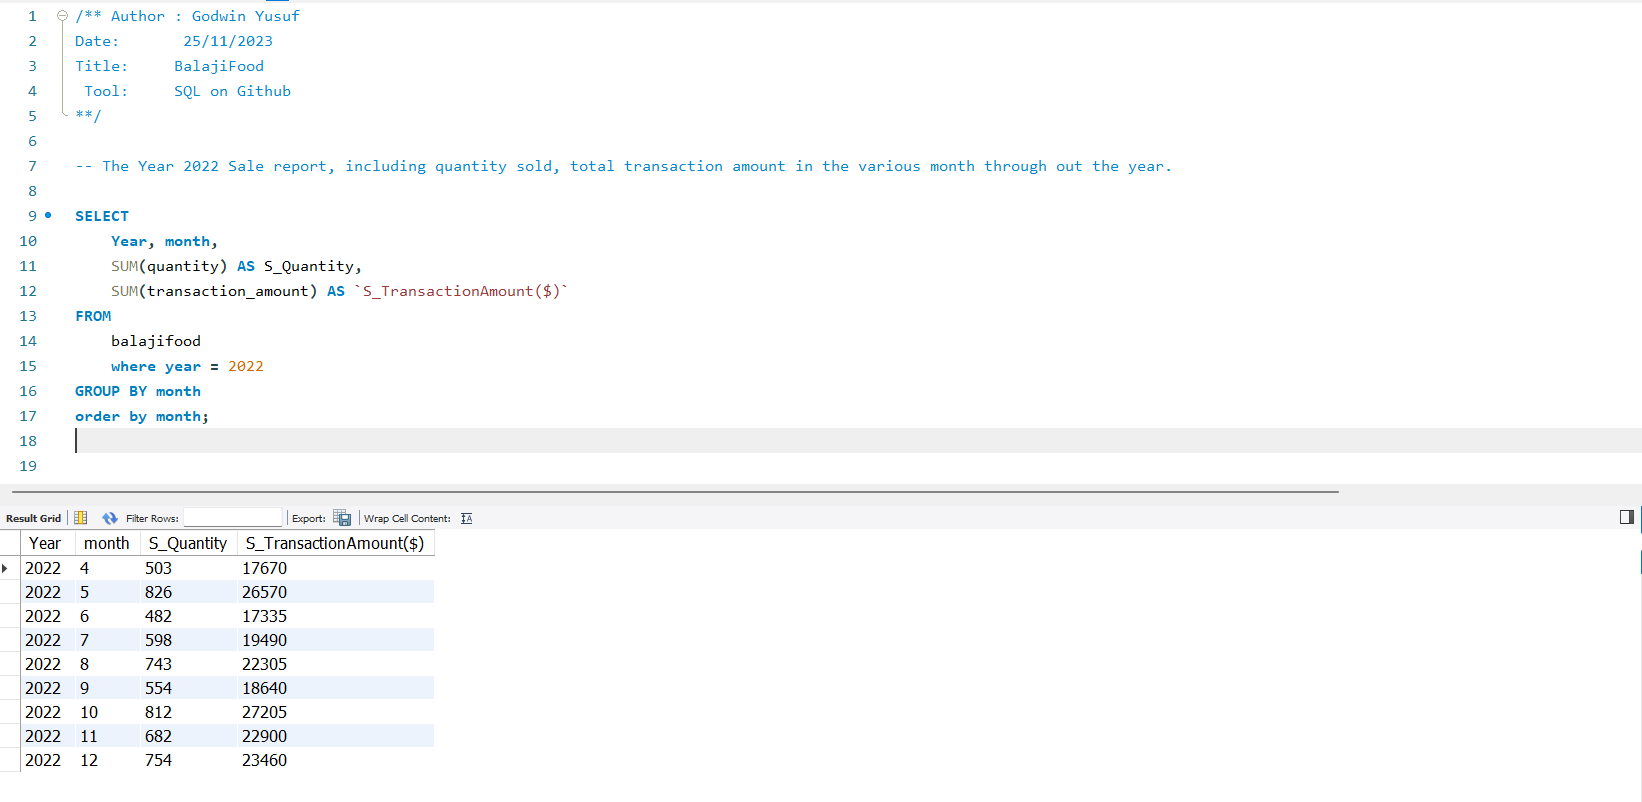 1 /** Author : Godwin Yusuf
2 Date: 25/11/2023
3 Title: BalajiFood
4 Tool: SQL on Github
5 **/
6
7 -- The Year 2022 Sale report, including quantity sold, total transaction amount in the various month through out the year.
8
9 SELECT
10 Year, month,
11 SUM(quantity) AS S_Quantity,
12 SUM(transaction_amount) AS `S_TransactionAmount($)`
13 FROM
14 balajifood
15 where year = 2022
16 GROUP BY month
17 order by month;
18
19
Result Grid Filter Rows: Export: Wrap Cell Content:
Year month S_Quantity S_TransactionAmount($)
2022 4 503 17670
2022 5 826 26570
2022 6 482 17335
2022 7 598 19490
2022 8 743 22305
2022 9 554 18640
2022 10 812 27205
2022 11 682 22900
2022 12 754 23460